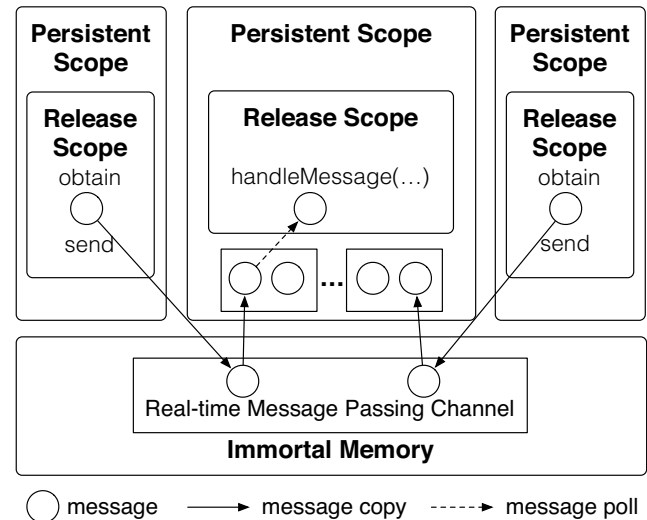 Persistent
Scope
Release
Scope
obtain
send
Persistent Scope
Release Scope
handleMessage(...)
...
Persistent
Scope
Release
Scope
obtain
send
Real-time Message Passing Channel
Immortal Memory
message
message copy
message poll